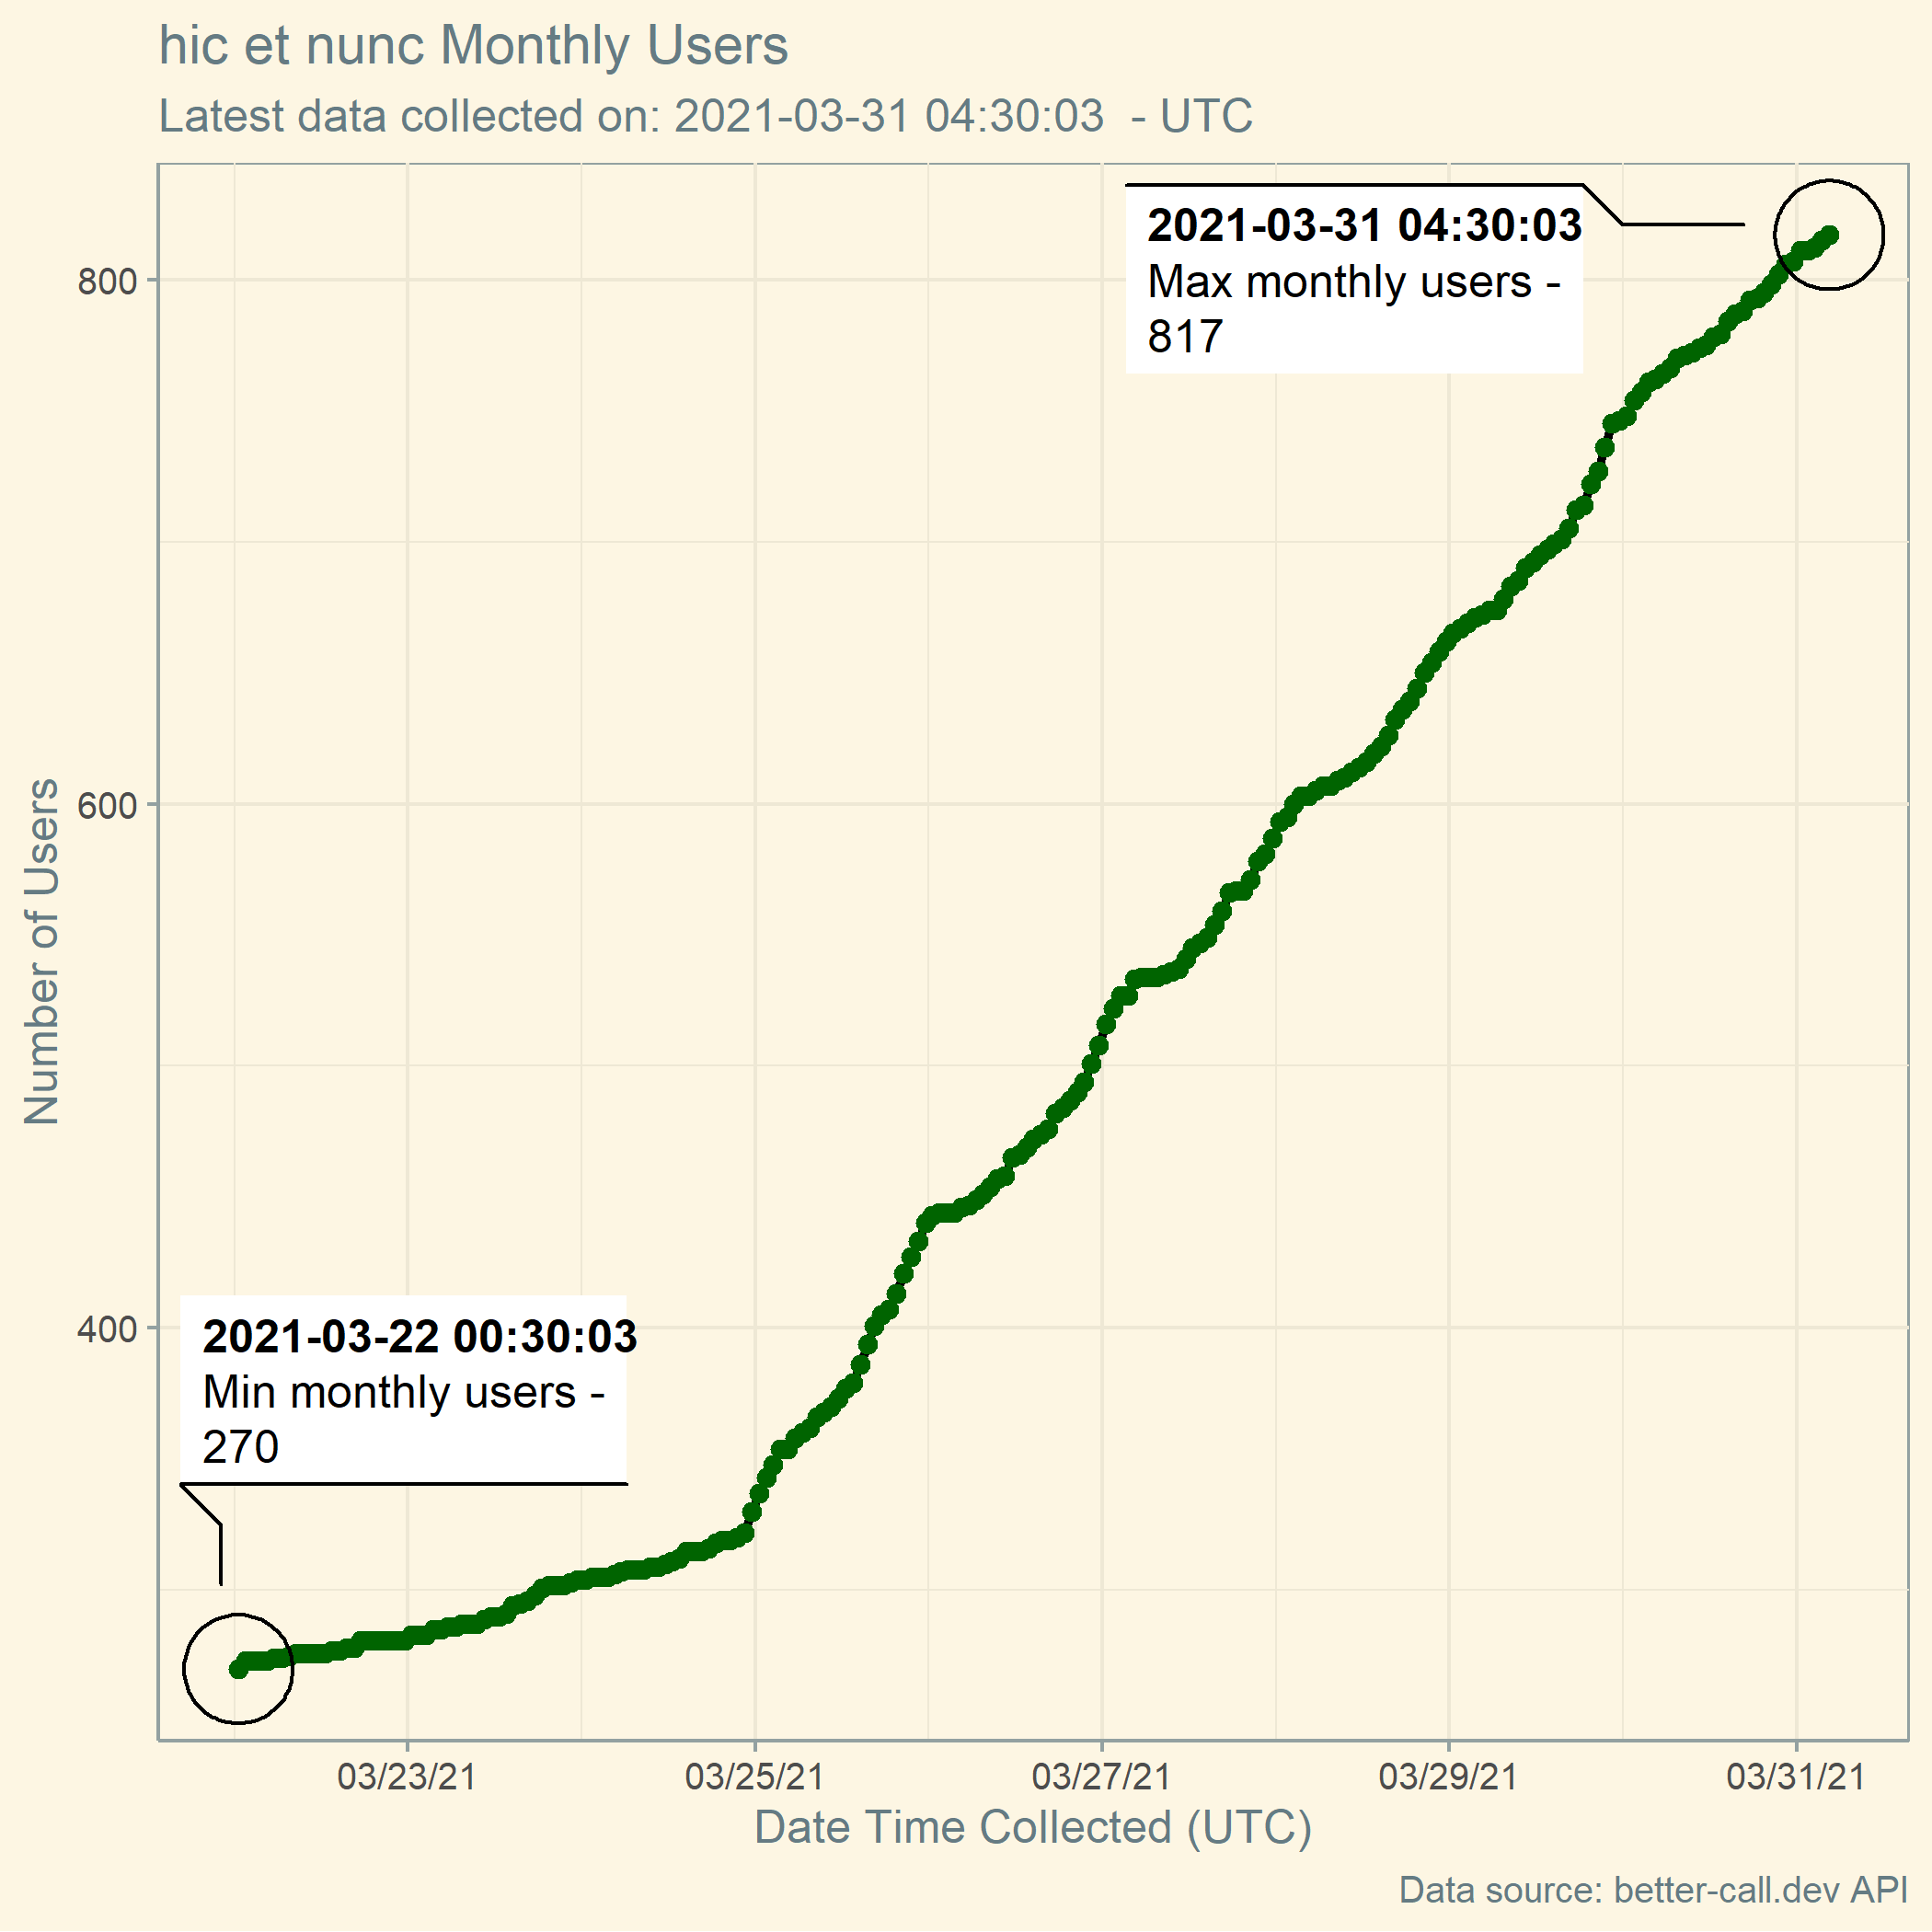 hic et nunc Monthly Users
Latest data collected on: 2021-03-31 04:30:03  - UTC
2021-03-31 04:30:03
Max monthly users -
817
800
600
400
Number of Users
2021-03-22 00:30:03
Min monthly users -
270
03/23/21 03/25/21 03/27/21 03/29/21 03/31/21
Date Time Collected (UTC)
Data source: better-call.dev API